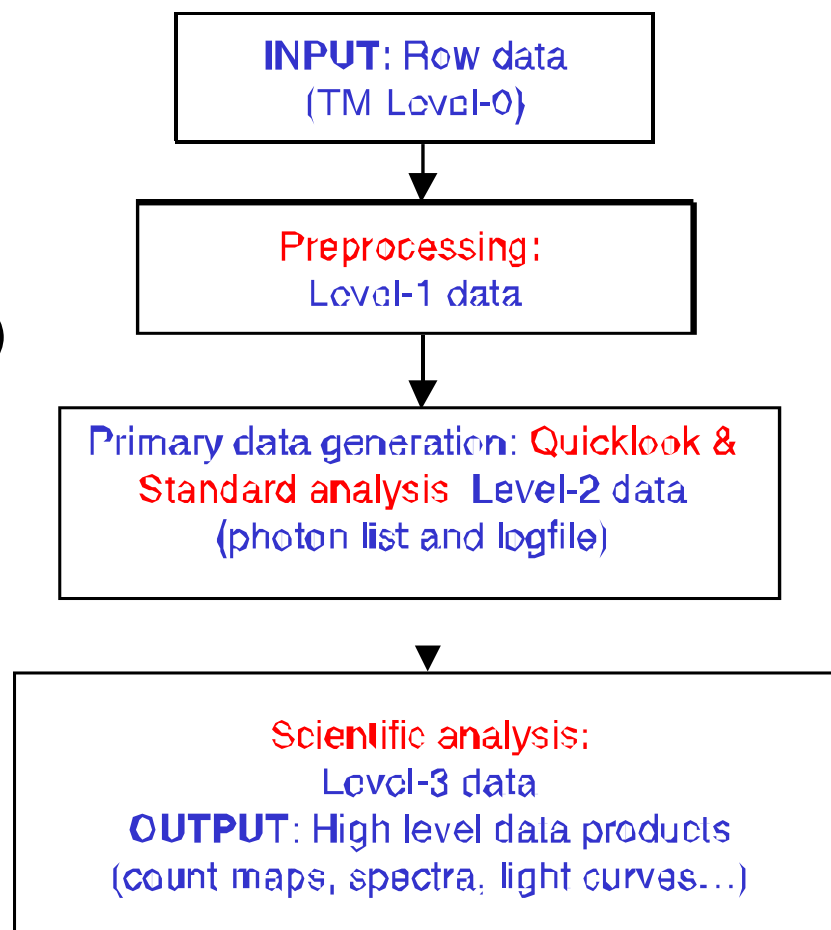 INPUT: Row data
(TM Level-0)
Preprocessing:
Level-1 data
Primary data generation: Quicklook &
Standard analysis Level-2 data
(photon list and logfile)
Scientific analysis:
Level-3 data
OUTPUT: High level data products
(count maps, spectra, light curves...)
)